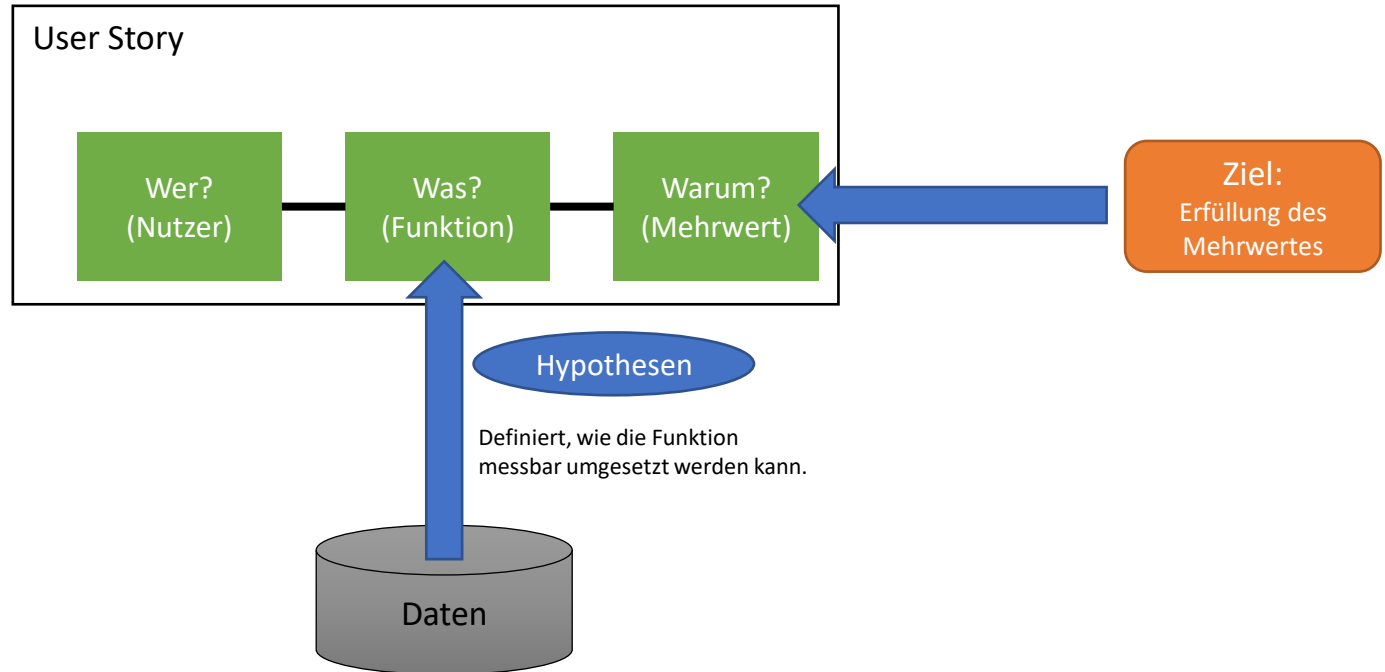 User Story
Wer?
(Nutzer)
Was?
(Funktion)
Warum?
(Mehrwert)
Ziel:
Erfüllung des
Mehrwertes
Hypothesen
Definiert, wie die Funktion
messbar umgesetzt werden kann.
Daten